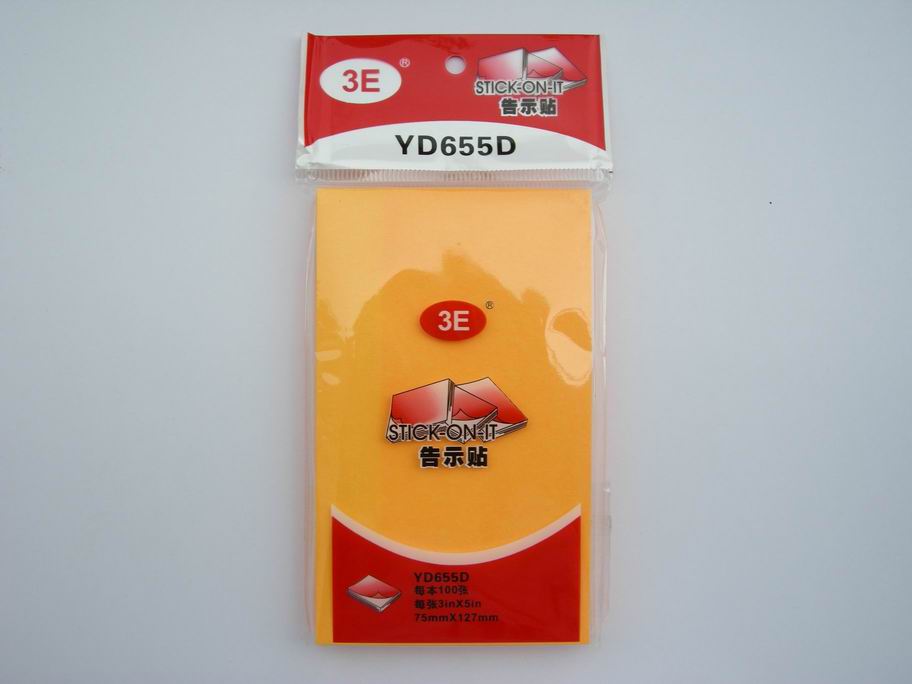 3E ®
STICK-ON-IT
告示贴
YD655D
3E ®
STICK-ON-IT
告示贴
YD655D
每本100张
每张3inX5in
75mmX127mm